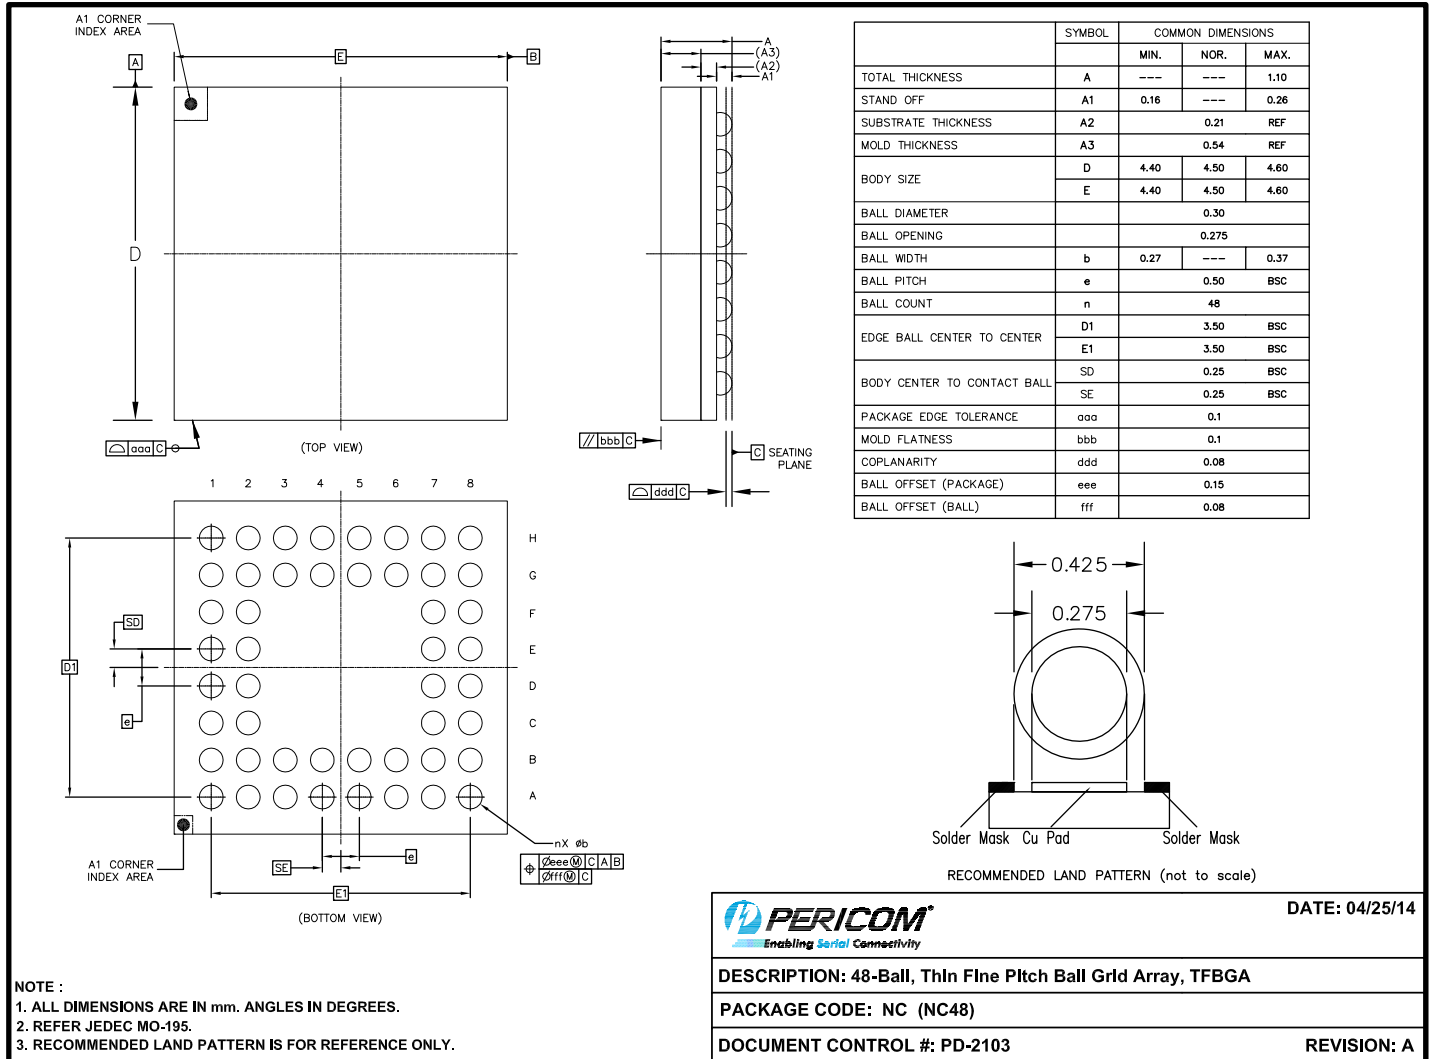 A1 CORNER
INDEX AREA
E
B
A
D
aaa C
(TOP VIEW)
A
(A3)
(A2)
A1
// bbb C
C SEATING
PLANE
ddd C
SYMBOL COMMON DIMENSIONS
MIN. NOR. MAX.
TOTAL THICKNESS A --- --- 1.10
STAND OFF A1 0.16 --- 0.26
SUBSTRATE THICKNESS A2 0.21 REF
MOLD THICKNESS A3 0.54 REF
BODY SIZE D 4.40 4.50 4.60
E 4.40 4.50 4.60
BALL DIAMETER 0.30
BALL OPENING 0.275
BALL WIDTH b 0.27 --- 0.37
BALL PITCH e 0.50 BSC
BALL COUNT n 48
EDGE BALL CENTER TO CENTER D1 3.50 BSC
E1 3.50 BSC
BODY CENTER TO CONTACT BALL SD 0.25 BSC
SE 0.25 BSC
PACKAGE EDGE TOLERANCE aaa 0.1
MOLD FLATNESS bbb 0.1
COPLANARITY ddd 0.08
BALL OFFSET (PACKAGE) eee 0.15
BALL OFFSET (BALL) fff 0.08
1 2 3 4 5 6 7 8
H
G
F
E
D
C
B
A
SD
D1
e
A1 CORNER
INDEX AREA
SE
e
E1
nX øb
Øeee Ⓜ C A B
Øfff Ⓜ C
(BOTTOM VIEW)
0.425
0.275
Solder Mask Cu Pad Solder Mask
RECOMMENDED LAND PATTERN (not to scale)
NOTE :
1. ALL DIMENSIONS ARE IN mm. ANGLES IN DEGREES.
2. REFER JEDEC MO-195.
3. RECOMMENDED LAND PATTERN IS FOR REFERENCE ONLY.
PERICOM®
Enabling Serial Connectivity
DATE: 04/25/14
DESCRIPTION: 48-Ball, Thin Fine Pitch Ball Grid Array, TFBGA
PACKAGE CODE: NC (NC48)
DOCUMENT CONTROL #: PD-2103 REVISION: A